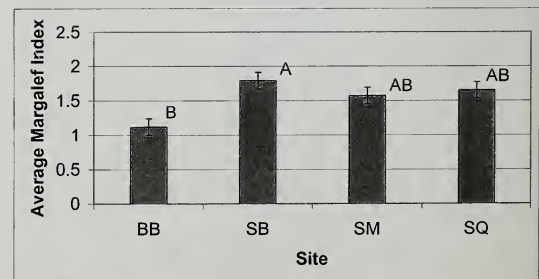 Average Margalef Index
2.5
2
1.5
1
0.5
0
B
A
AB
AB
BB SB SM SQ
Site